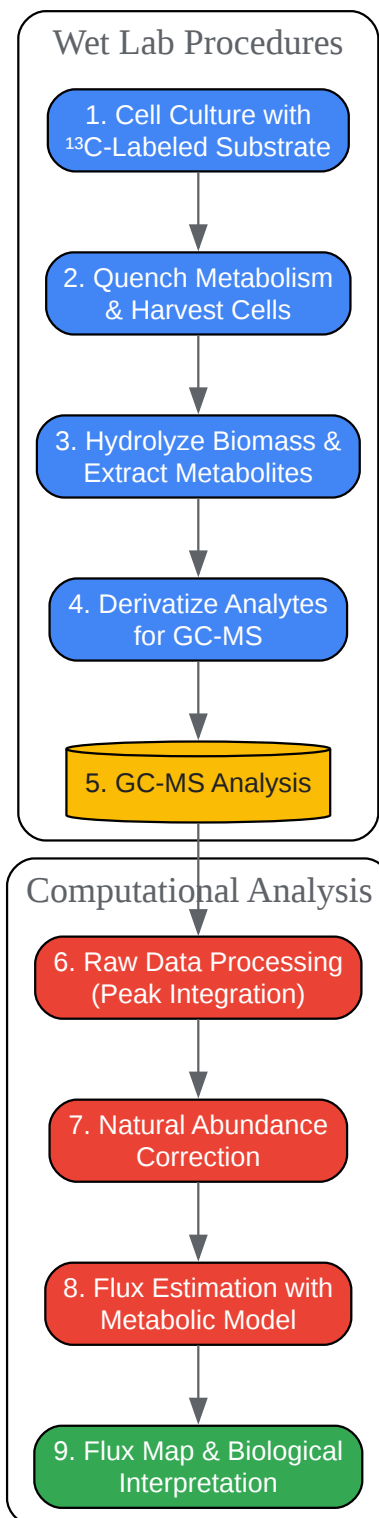 Wet Lab Procedures
1. Cell Culture with
¹³C-Labeled Substrate
2. Quench Metabolism
& Harvest Cells
3. Hydrolyze Biomass &
Extract Metabolites
4. Derivatize Analytes
for GC-MS
5. GC-MS Analysis
Computational Analysis
6. Raw Data Processing
(Peak Integration)
7. Natural Abundance
Correction
8. Flux Estimation with
Metabolic Model
9. Flux Map & Biological
Interpretation